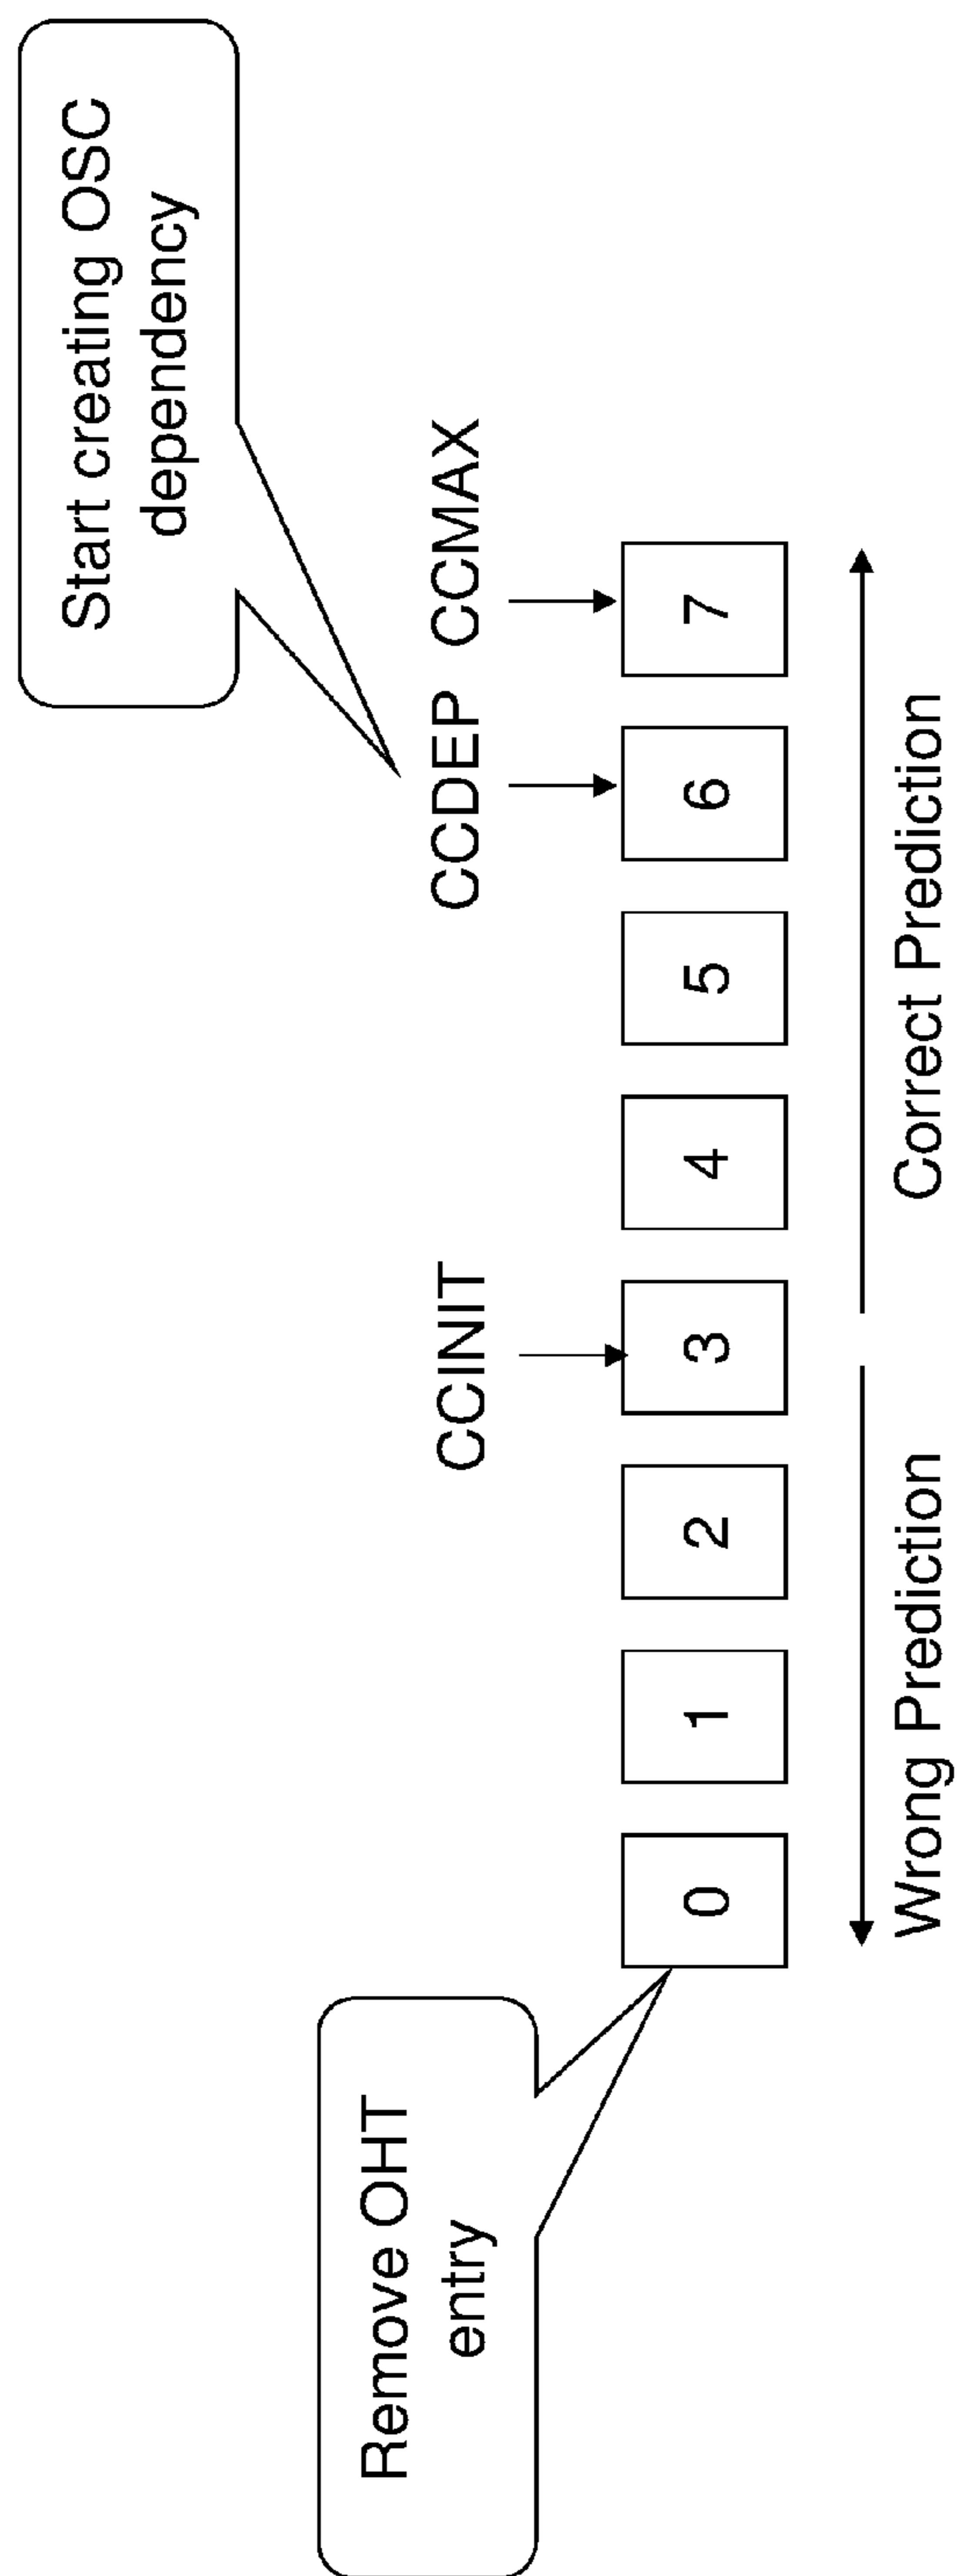 Start creating OSC
dependency
CCINIT
CCDEP CCMAX
Remove OHT
entry
0 1 2 3 4 5 6 7
Wrong Prediction
Correct Prediction